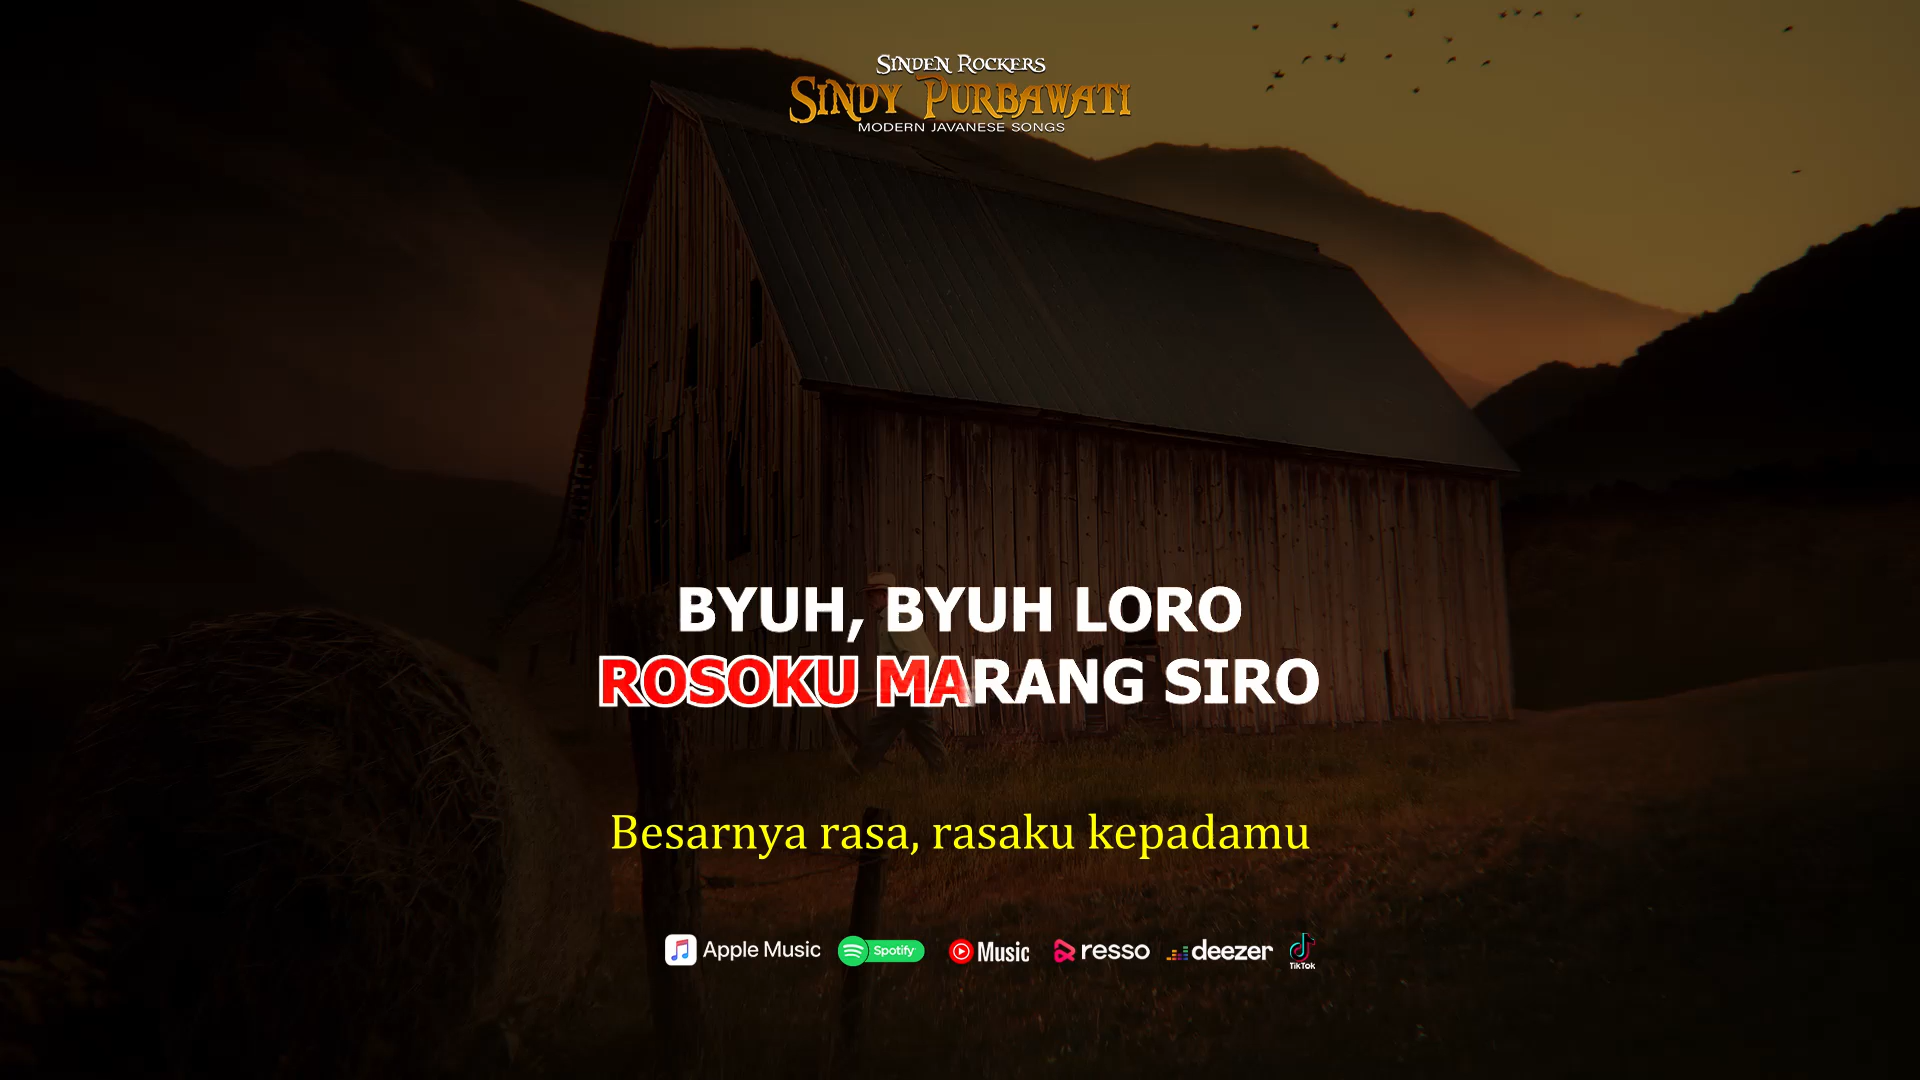 SINDEN ROCKERS
SINDY PURBAWATI
MODERN JAVANESE SONGS
BYUH, BYUH LORO
ROSOKU MARANG SIRO
Besarnya rasa, rasaku kepadamu
Apple Music Spotify Music resso deezer TikTok